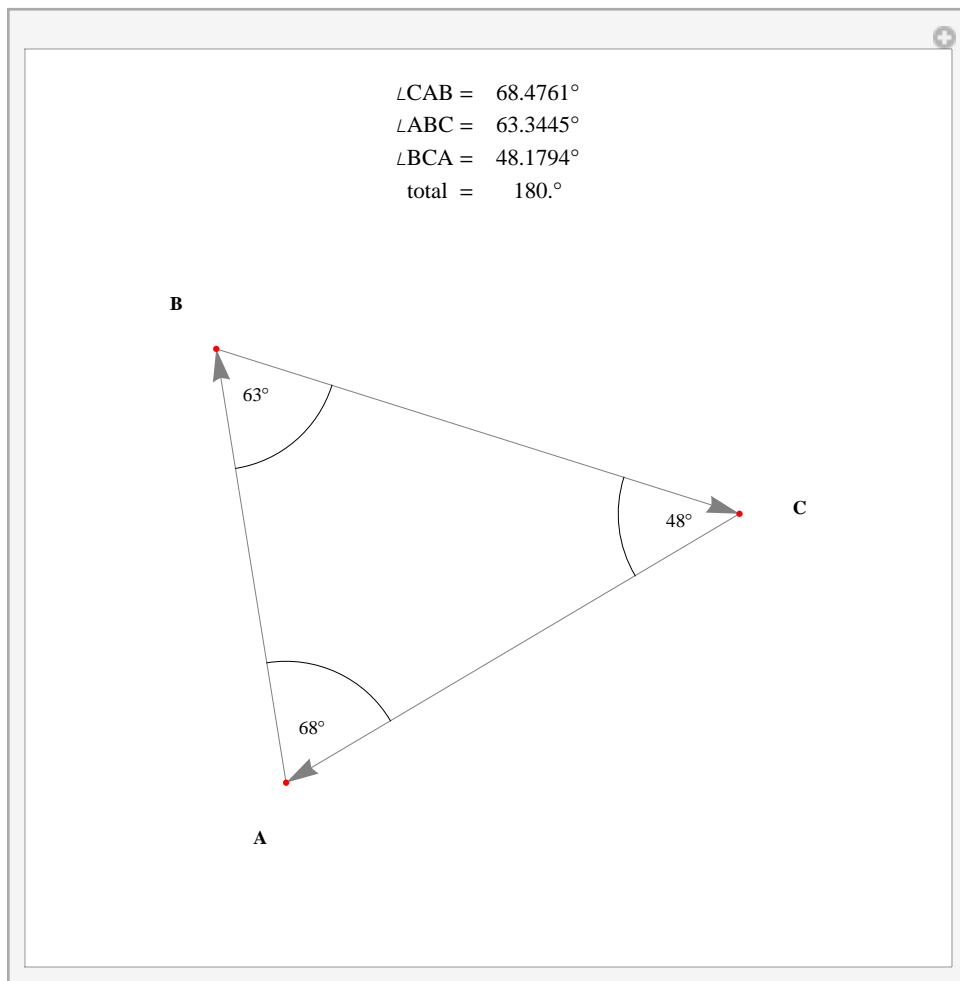 ∠CAB = 68.4761°
∠ABC = 63.3445°
∠BCA = 48.1794°
total = 180.°
B
63°
C
48°
68°
A